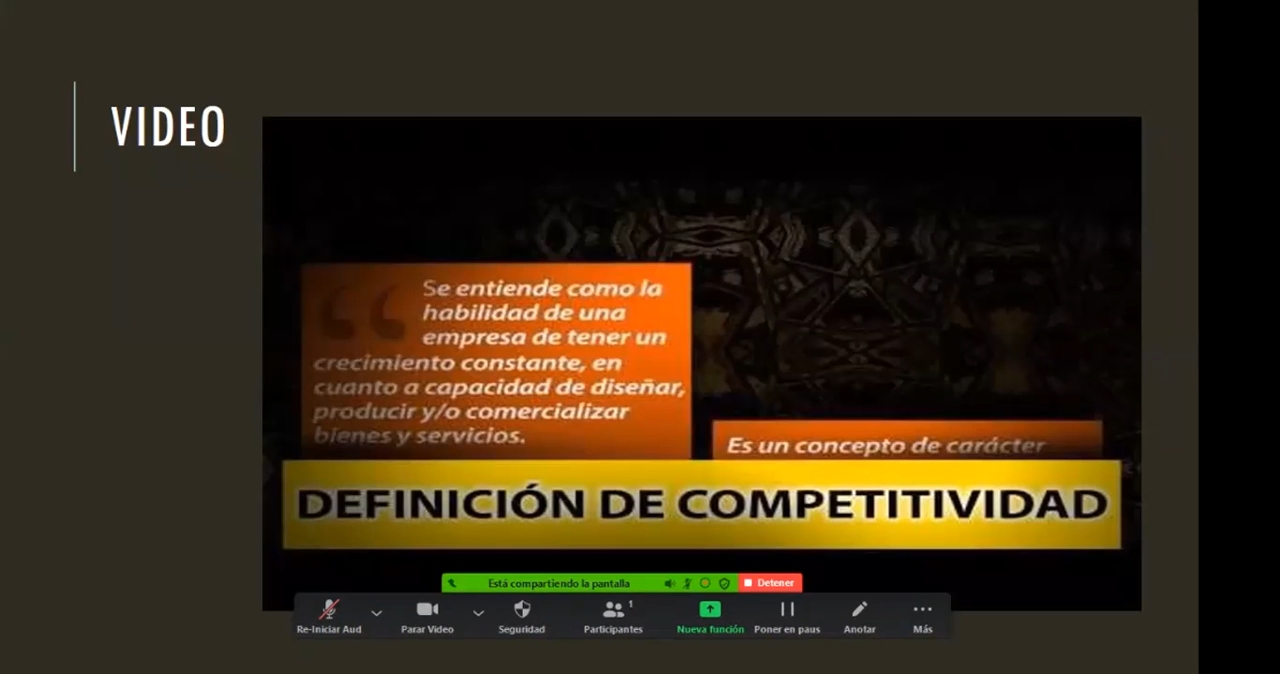 VIDEO
Se entiende como la
habilidad de una
empresa de tener un
crecimiento constante, en
cuanto a capacidad de diseñar,
producir y/o comercializar
bienes y servicios.
Es un concepto de carácter
DEFINICIÓN DE COMPETITIVIDAD
Está compartiendo la pantalla
Detener
1
Re-Iniciar Aud
Parar Video
Seguridad
Participantes
Nueva función
Poner en paus
Anotar
Más